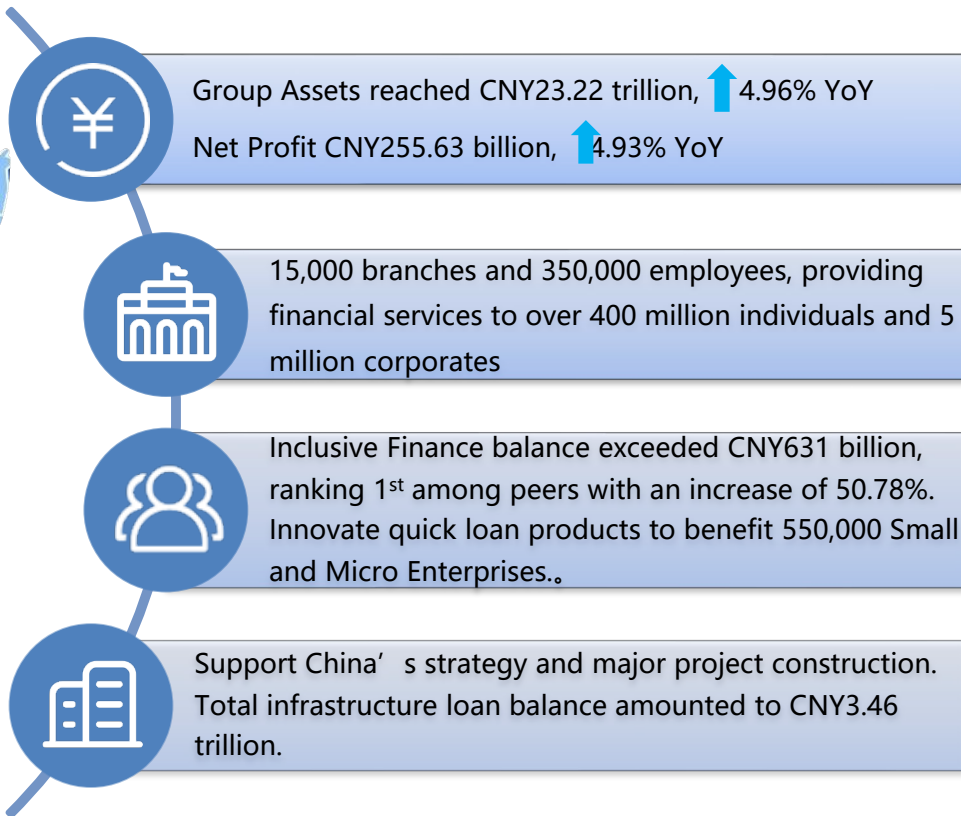 ¥
Group Assets reached CNY23.22 trillion, 4.96% YoY
Net Profit CNY255.63 billion, 4.93% YoY
15,000 branches and 350,000 employees, providing
financial services to over 400 million individuals and 5
million corporates
Inclusive Finance balance exceeded CNY631 billion,
ranking 1st among peers with an increase of 50.78%.
Innovate quick loan products to benefit 550,000 Small
and Micro Enterprises.。
Support China’s strategy and major project construction.
Total infrastructure loan balance amounted to CNY3.46
trillion.